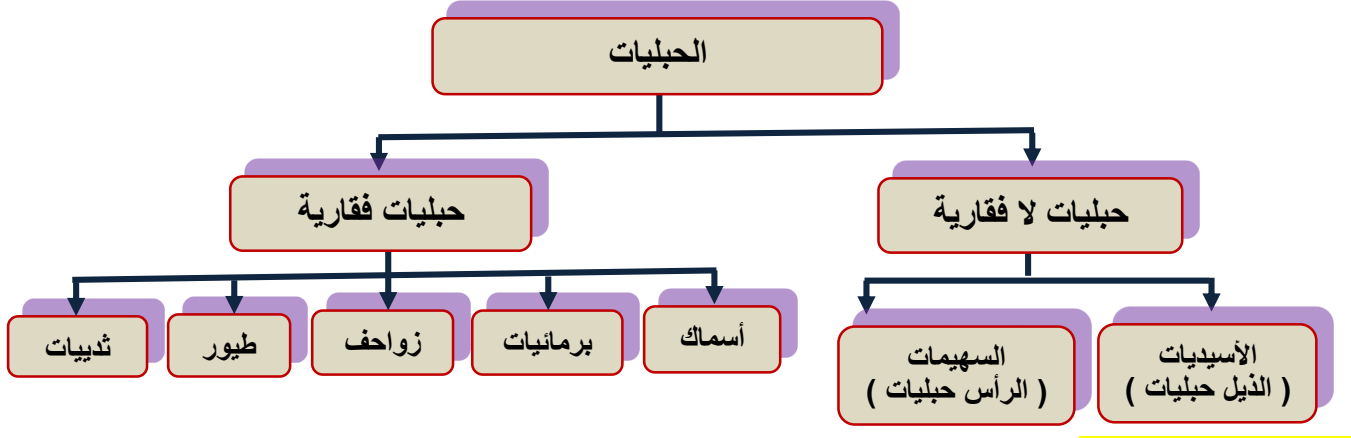 الحبليات
حبليات لا فقارية
حبليات فقارية
الأسيديات
( الذيل حبليات )
السهيمات
( الرأس حبليات )
أسماك
برمائيات
زواحف
طيور
ثدييات